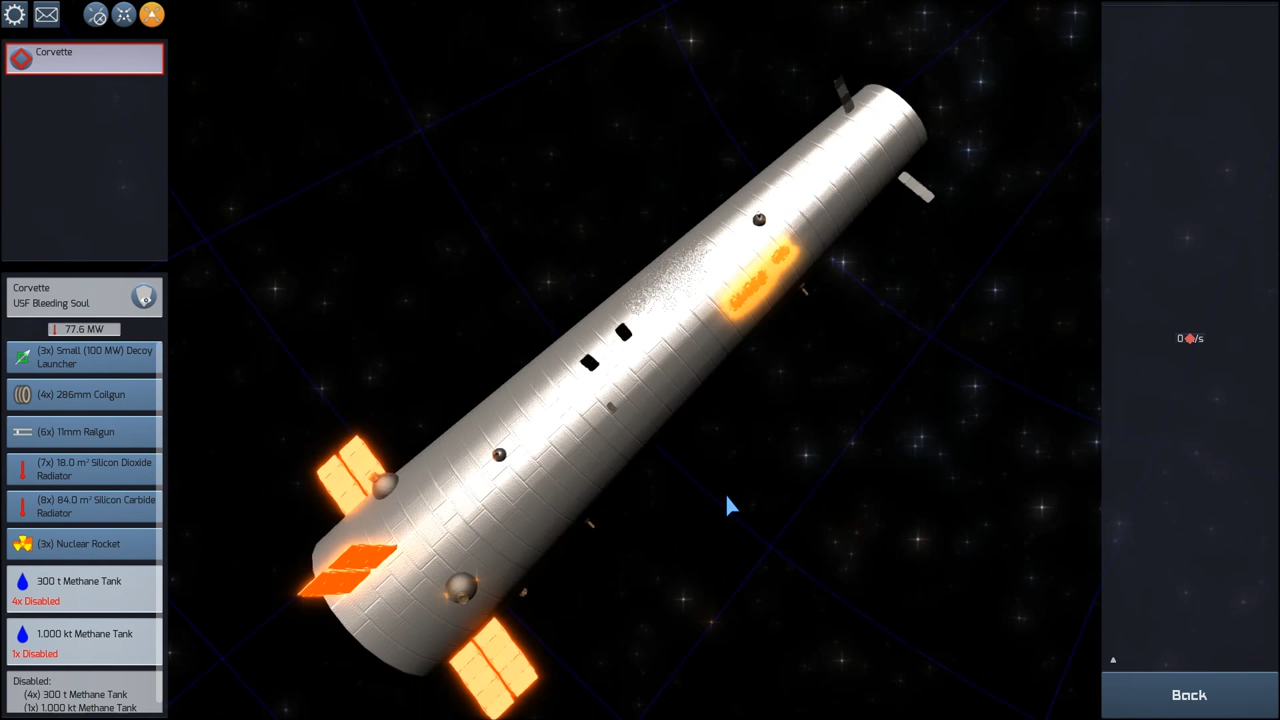 Corvette
Corvette
USF Bleeding Soul
77.6 MW
(3x) Small (100 MW) Decoy
Launcher
(4x) 286mm Coilgun
(6x) 11mm Railgun
(7x) 18.0 m² Silicon Dioxide
Radiator
(8x) 84.0 m² Silicon Carbide
Radiator
(3x) Nuclear Rocket
300 t Methane Tank
4x Disabled
1.000 kt Methane Tank
1x Disabled
Disabled:
(4x) 300 t Methane Tank
(1x) 1.000 kt Methane Tank
0 /s
Back